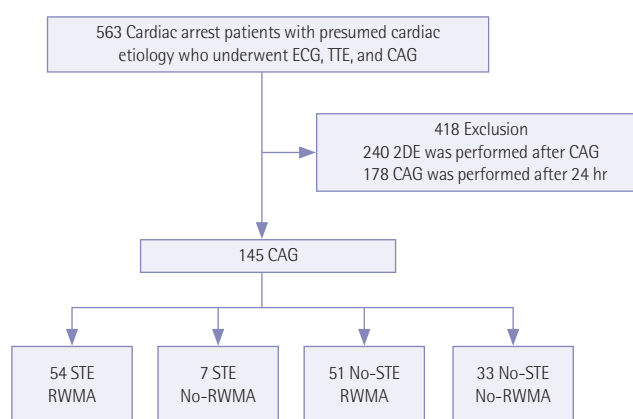 563 Cardiac arrest patients with presumed cardiac
etiology who underwent ECG, TTE, and CAG
418 Exclusion
240 2DE was performed after CAG
178 CAG was performed after 24 hr
145 CAG
54 STE
RWMA
7 STE
No-RWMA
51 No-STE
RWMA
33 No-STE
No-RWMA